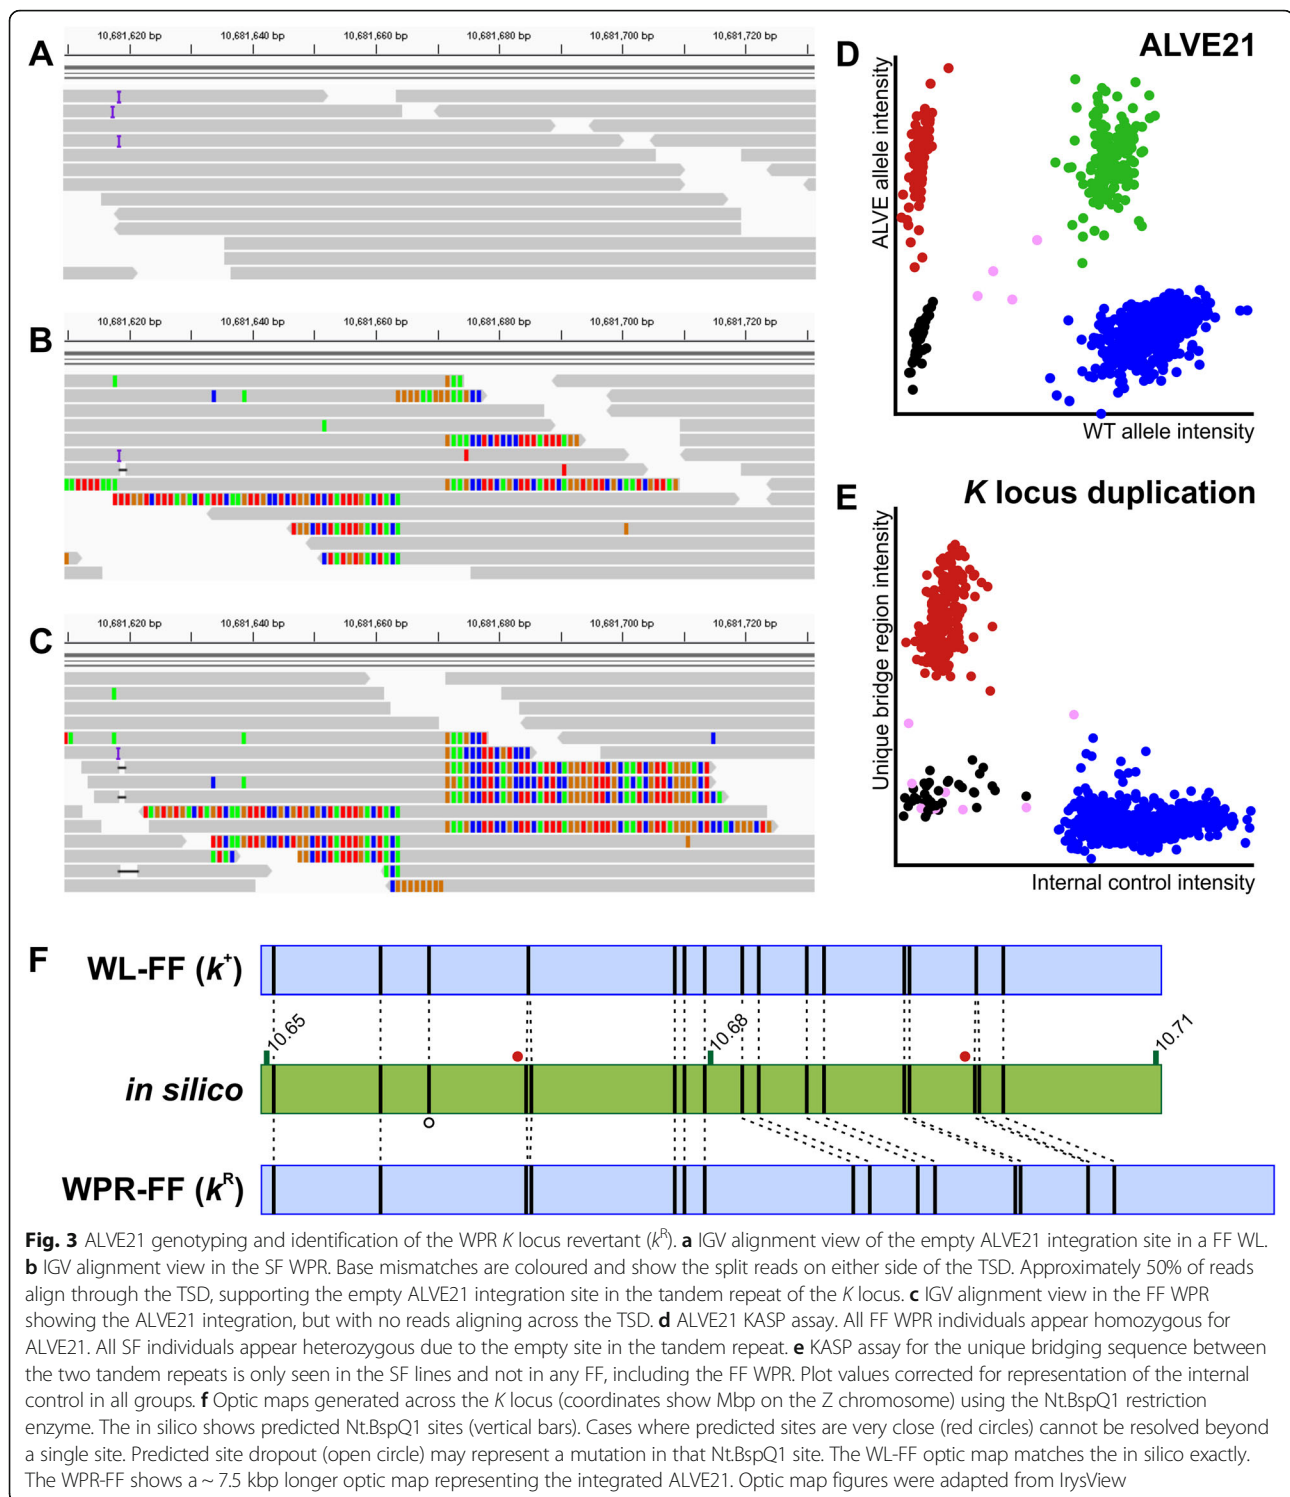 A
10,681,620 bp 10,681,640 bp 10,681,660 bp 10,681,680 bp 10,681,700 bp 10,681,720 bp
B
10,681,620 bp 10,681,640 bp 10,681,660 bp 10,681,680 bp 10,681,700 bp 10,681,720 bp
C
10,681,620 bp 10,681,640 bp 10,681,660 bp 10,681,680 bp 10,681,700 bp 10,681,720 bp
D
ALVE21
ALVE allele intensity
WT allele intensity
E
K locus duplication
Unique bridge region intensity
Internal control intensity
F
WL-FF (k⁺)
10.65
10.68
10.71
in silico
WPR-FF (kᴿ)
Fig. 3 ALVE21 genotyping and identification of the WPR K locus revertant (kᴿ). a IGV alignment view of the empty ALVE21 integration site in a FF WL.
b IGV alignment view in the SF WPR. Base mismatches are coloured and show the split reads on either side of the TSD. Approximately 50% of reads
align through the TSD, supporting the empty ALVE21 integration site in the tandem repeat of the K locus. c IGV alignment view in the FF WPR
showing the ALVE21 integration, but with no reads aligning across the TSD. d ALVE21 KASP assay. All FF WPR individuals appear homozygous for
ALVE21. All SF individuals appear heterozygous due to the empty site in the tandem repeat. e KASP assay for the unique bridging sequence between
the two tandem repeats is only seen in the SF lines and not in any FF, including the FF WPR. Plot values corrected for representation of the internal
control in all groups. f Optic maps generated across the K locus (coordinates show Mbp on the Z chromosome) using the Nt.BspQ1 restriction
enzyme. The in silico shows predicted Nt.BspQ1 sites (vertical bars). Cases where predicted sites are very close (red circles) cannot be resolved beyond
a single site. Predicted site dropout (open circle) may represent a mutation in that Nt.BspQ1 site. The WL-FF optic map matches the in silico exactly.
The WPR-FF shows a ~ 7.5 kbp longer optic map representing the integrated ALVE21. Optic map figures were adapted from IrysView